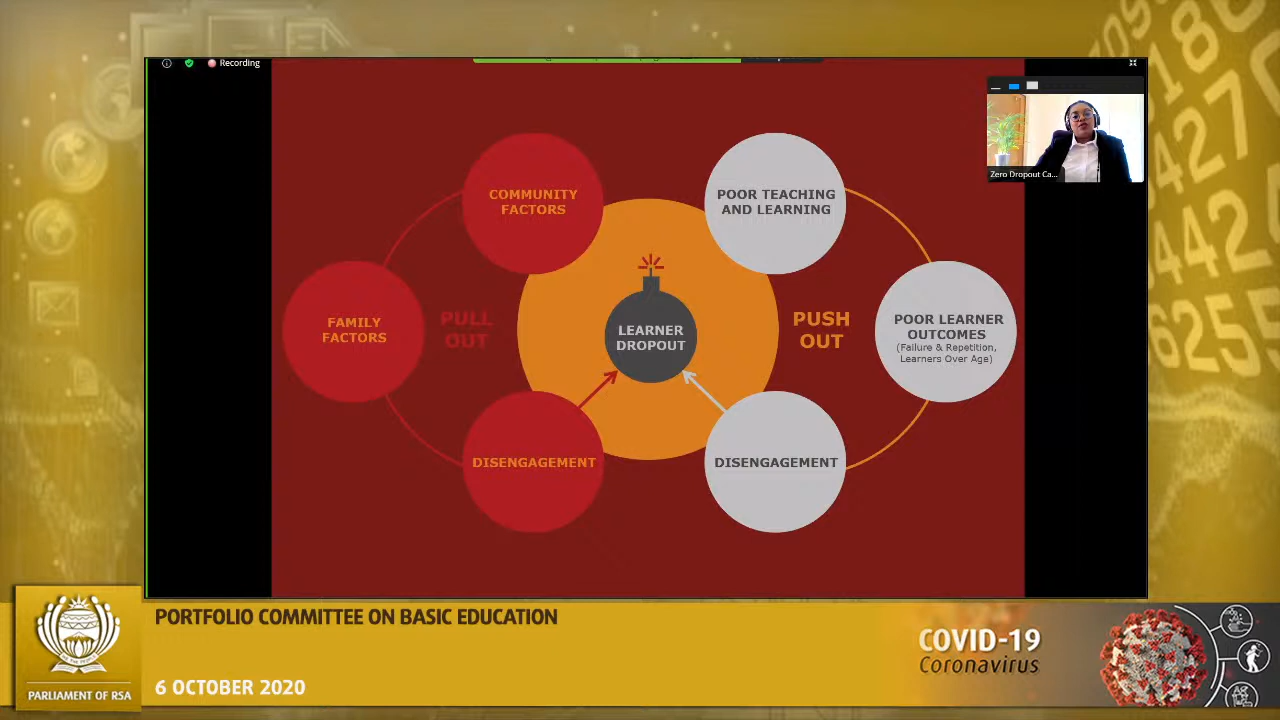 Recording
Zero Dropout Ca...
COMMUNITY
FACTORS
POOR TEACHING
AND LEARNING
FAMILY
FACTORS
PULL
OUT
LEARNER
DROPOUT
PUSH
OUT
POOR LEARNER
OUTCOMES
(Failure & Repetition,
Learners Over Age)
DISENGAGEMENT
DISENGAGEMENT
PORTFOLIO COMMITTEE ON BASIC EDUCATION
6 OCTOBER 2020
PARLIAMENT OF RSA
COVID-19
Coronavirus